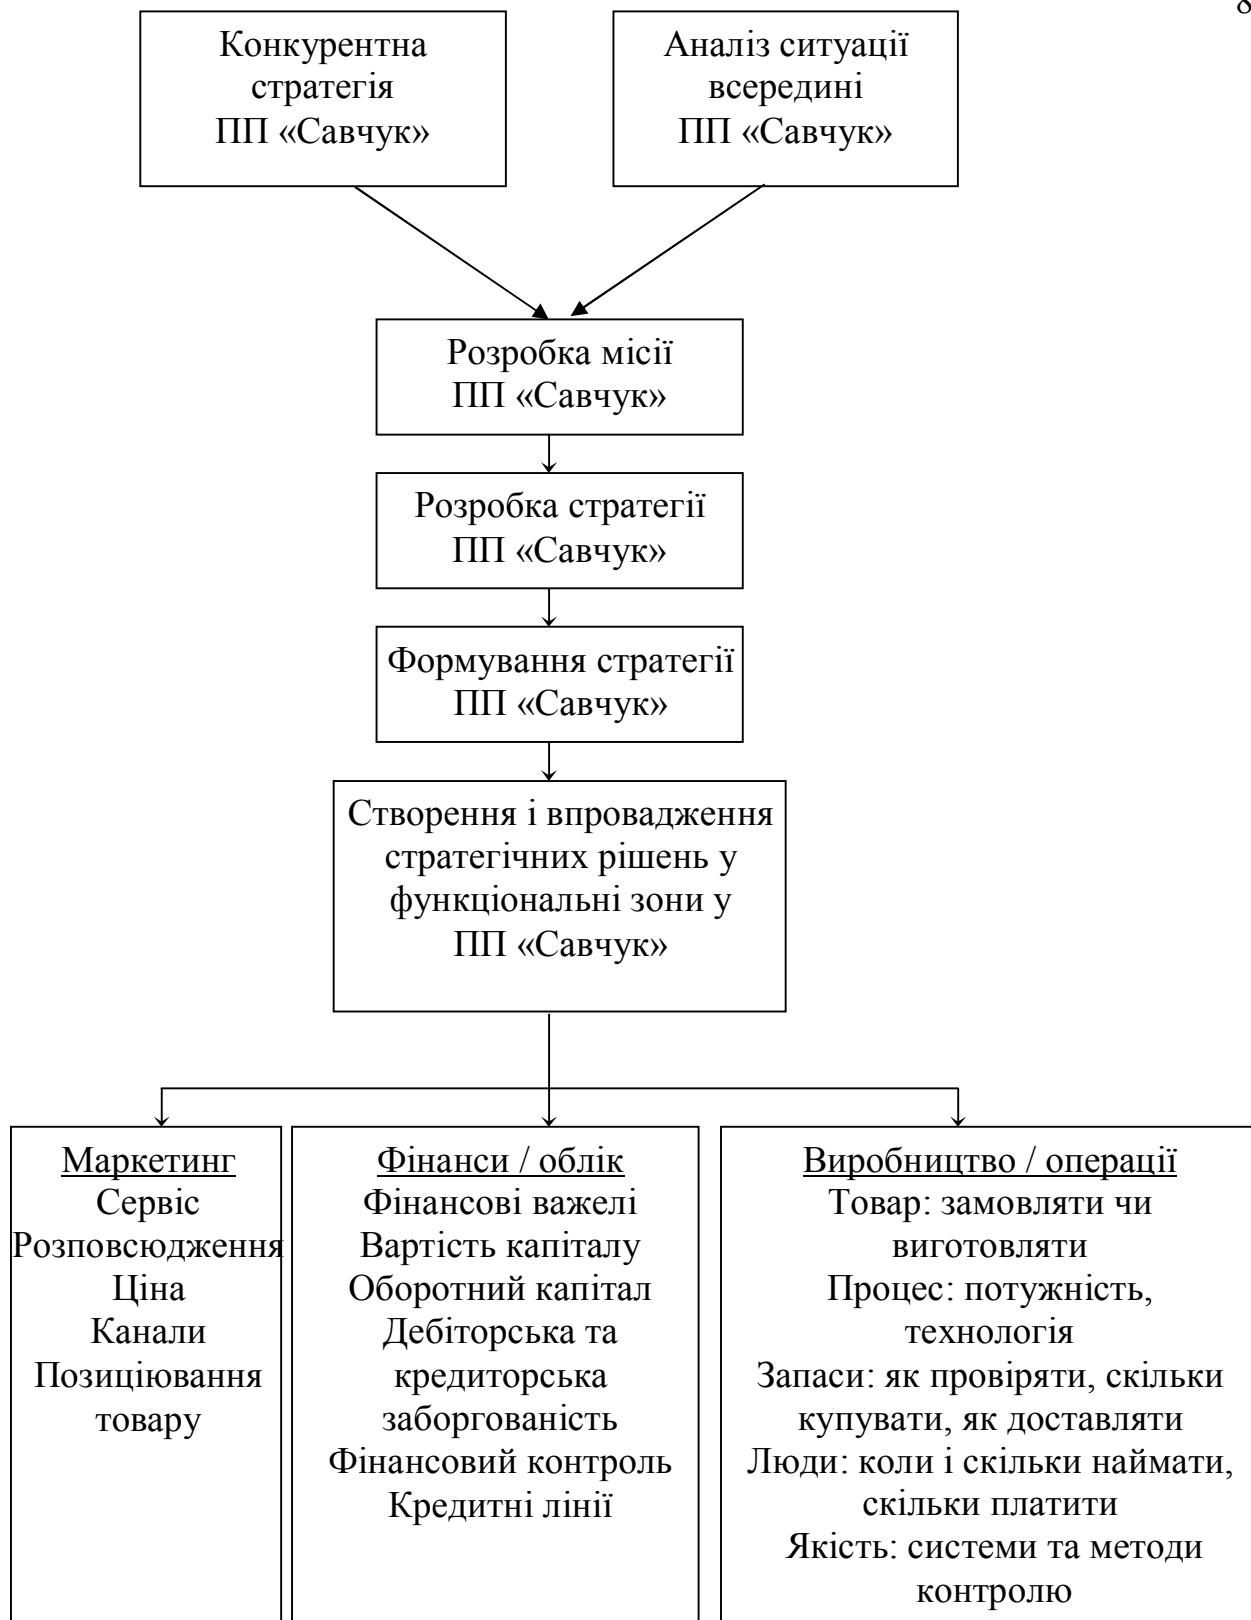 8
Конкурентна
стратегія
ПП «Савчук»
Аналіз ситуації
всередині
ПП «Савчук»
Розробка місії
ПП «Савчук»
Розробка стратегії
ПП «Савчук»
Формування стратегії
ПП «Савчук»
Створення і впровадження
стратегічних рішень у
функціональні зони у
ПП «Савчук»
Маркетинг
Сервіс
Розповсюдження
Ціна
Канали
Позиціювання
товару
Фінанси / облік
Фінансові важелі
Вартість капіталу
Оборотний капітал
Дебіторська та
кредиторська
заборгованість
Фінансовий контроль
Кредитні лінії
Виробництво / операції
Товар: замовляти чи
виготовляти
Процес: потужність,
технологія
Запаси: як провіряти, скільки
купувати, як доставляти
Люди: коли і скільки наймати,
скільки платити
Якість: системи та методи
контролю